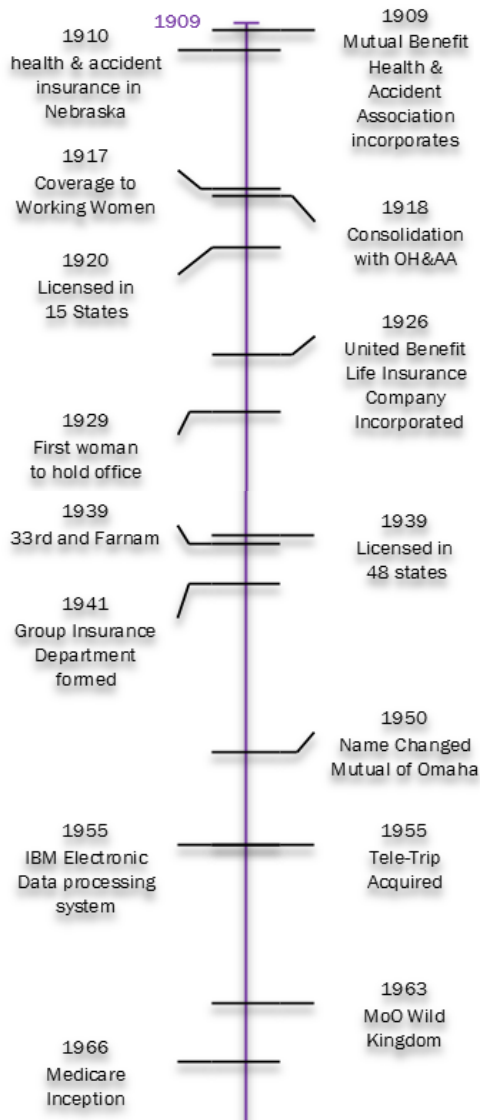 1909
1909
Mutual Benefit
Health &
Accident
Association
incorporates
1910
health & accident
insurance in
Nebraska
1917
Coverage to
Working Women
1918
Consolidation
with OH&AA
1920
Licensed in
15 States
1926
United Benefit
Life Insurance
Company
Incorporated
1929
First woman
to hold office
1939
33rd and Farnam
1939
Licensed in
48 states
1941
Group Insurance
Department
formed
1950
Name Changed
Mutual of Omaha
1955
IBM Electronic
Data processing
system
1955
Tele-Trip
Acquired
1963
MoO Wild
Kingdom
1966
Medicare
Inception